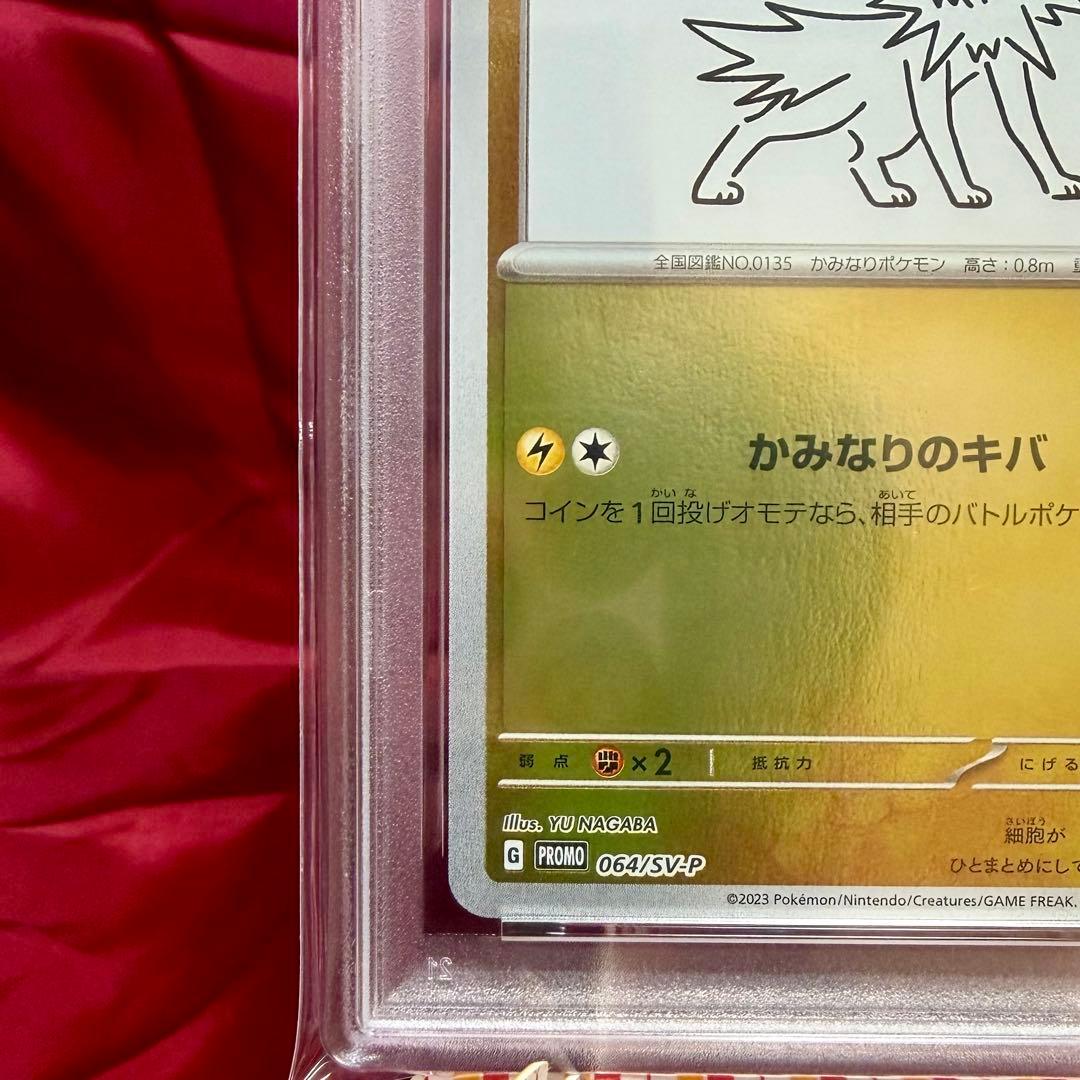 全国図鑑NO.0135 かみなりポケモン 高さ:0.8m
かみなりのキバ
かい な あいて
コインを1回投げオモテなら、相手のバトルポケ
弱点 ×2 抵抗力 にげる
Illus. YU NAGABA
さいぼう
細胞が
G PROMO 064/SV-P
ひとまとめにして
©2023 Pokémon/Nintendo/Creatures/GAME FREAK.
21